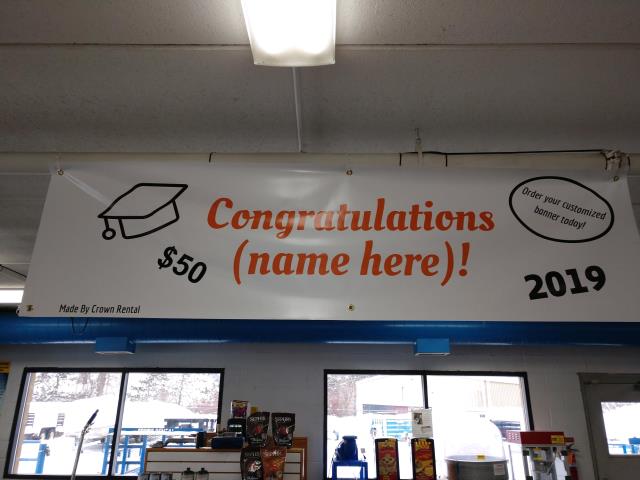 Congratulations
(name here)!
$50
Order your customized
banner today!
2019
Made By Crown Rental